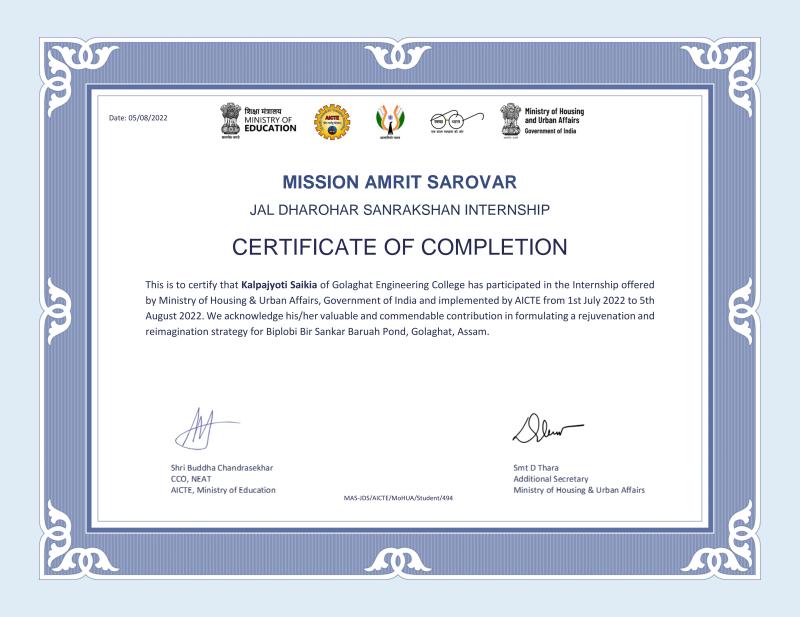 Date: 05/08/2022
शिक्षा मंत्रालय
MINISTRY OF
EDUCATION
AICTE
Ministry of Housing
and Urban Affairs
Government of India
MISSION AMRIT SAROVAR
JAL DHAROHAR SANRAKSHAN INTERNSHIP
CERTIFICATE OF COMPLETION
This is to certify that Kalpajyoti Saikia of Golaghat Engineering College has participated in the Internship offered
by Ministry of Housing & Urban Affairs, Government of India and implemented by AICTE from 1st July 2022 to 5th
August 2022. We acknowledge his/her valuable and commendable contribution in formulating a rejuvenation and
reimagination strategy for Biplobi Bir Sankar Baruah Pond, Golaghat, Assam.
Shri Buddha Chandrasekhar
CCO, NEAT
AICTE, Ministry of Education
Smt D Thara
Additional Secretary
Ministry of Housing & Urban Affairs
MAS-JDS/AICTE/MoHUA/Student/494